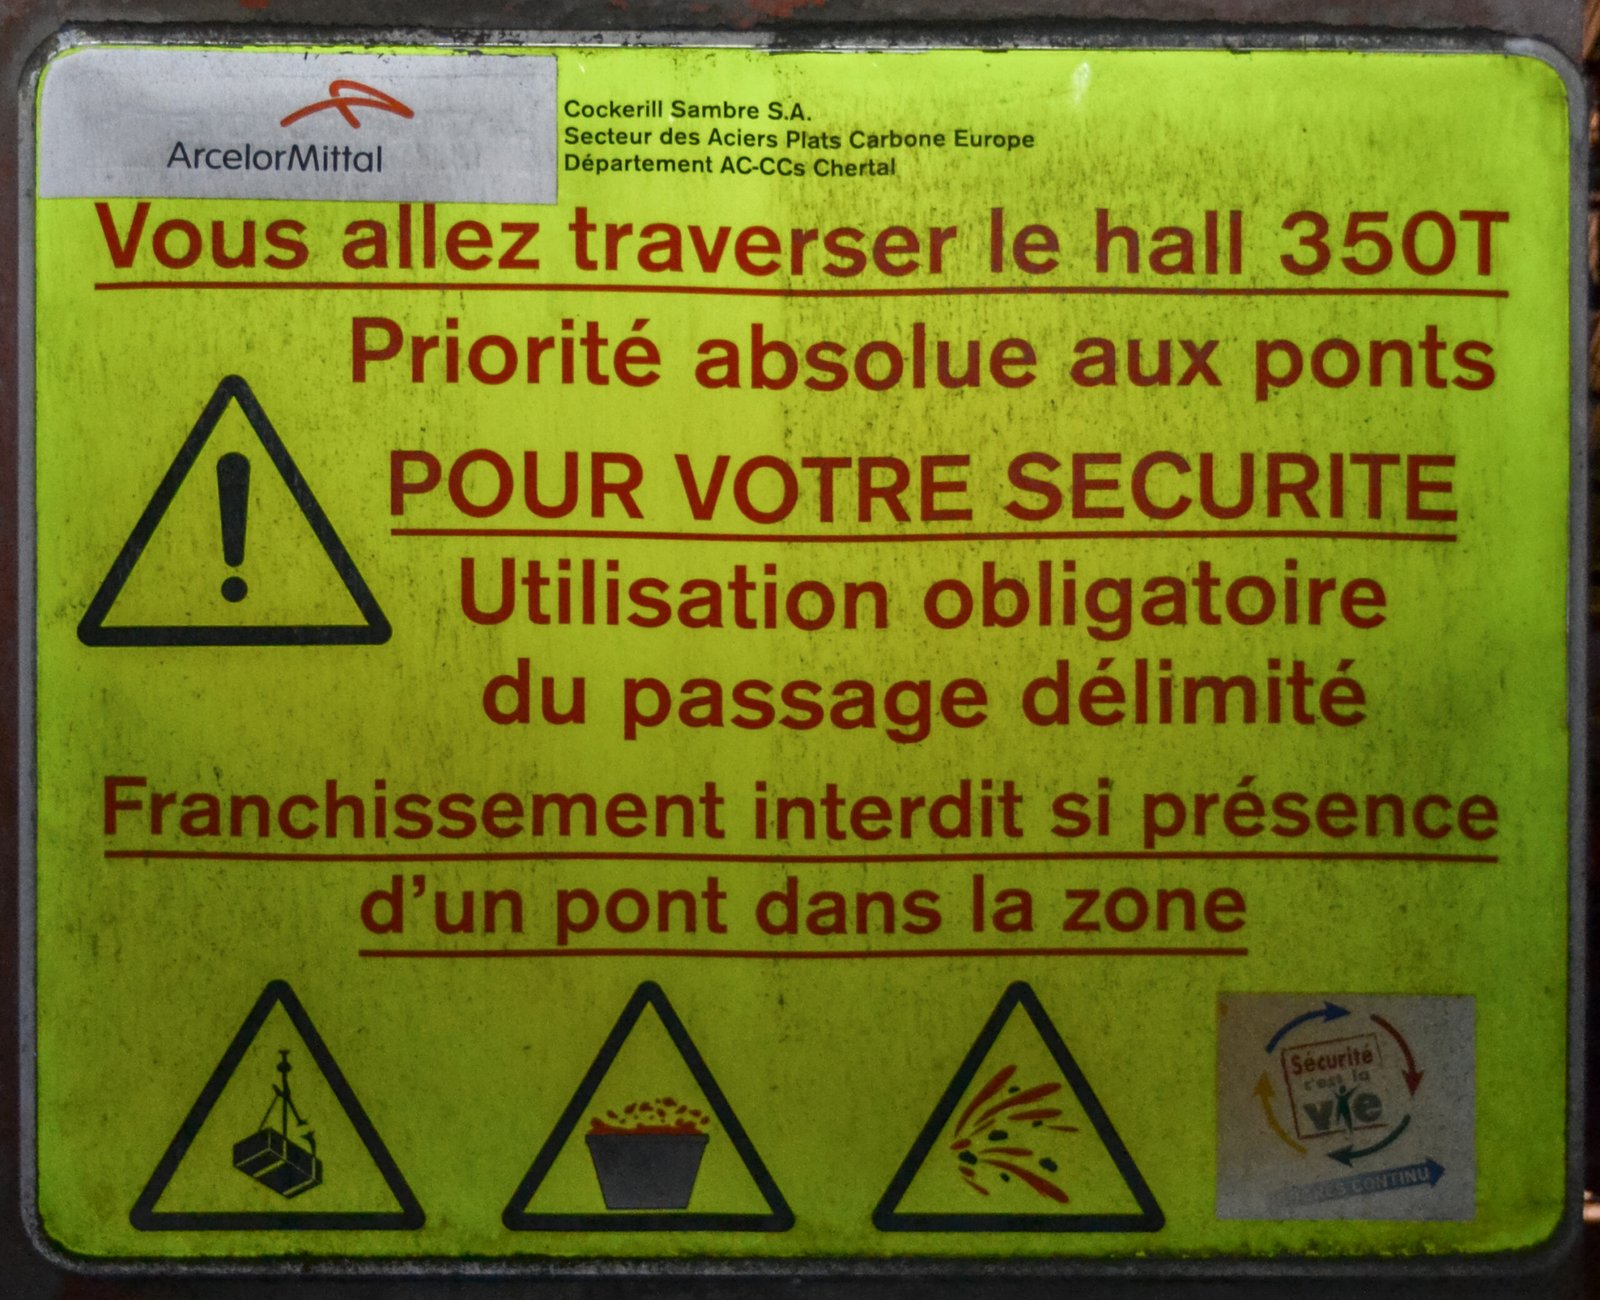 ArcelorMittal
Cockerill Sambre S.A.
Secteur des Aciers Plats Carbone Europe
Département AC-CCs Chertal
Vous allez traverser le hall 350T
Priorité absolue aux ponts
POUR VOTRE SECURITE
Utilisation obligatoire
du passage délimité
Franchissement interdit si présence
d'un pont dans la zone
Sécurité
c'est la
vie
CONTINU